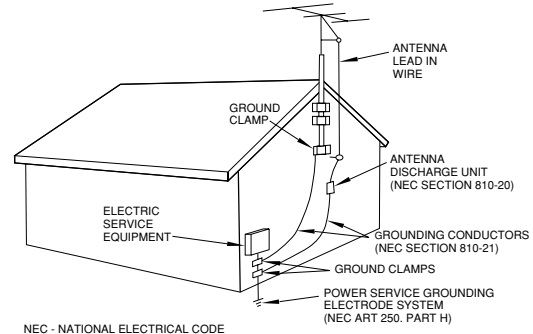 ANTENNA
LEAD IN
WIRE
GROUND
CLAMP
ANTENNA
DISCHARGE UNIT
(NEC SECTION 810-20)
ELECTRIC
SERVICE
EQUIPMENT
GROUNDING CONDUCTORS
(NEC SECTION 810-21)
GROUND CLAMPS
POWER SERVICE GROUNDING
ELECTRODE SYSTEM
(NEC ART 250. PART H)
NEC - NATIONAL ELECTRICAL CODE